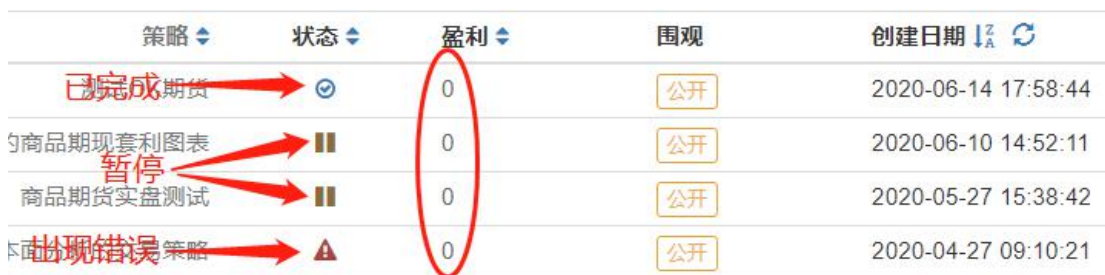 策略 状态 盈利 围观 创建日期
已完成 期货 0 公开 2020-06-14 17:58:44
商品期现套利图表 0 公开 2020-06-10 14:52:11
暂停
商品期货实盘测试 0 公开 2020-05-27 15:38:42
出现错误 策略 0 公开 2020-04-27 09:10:21